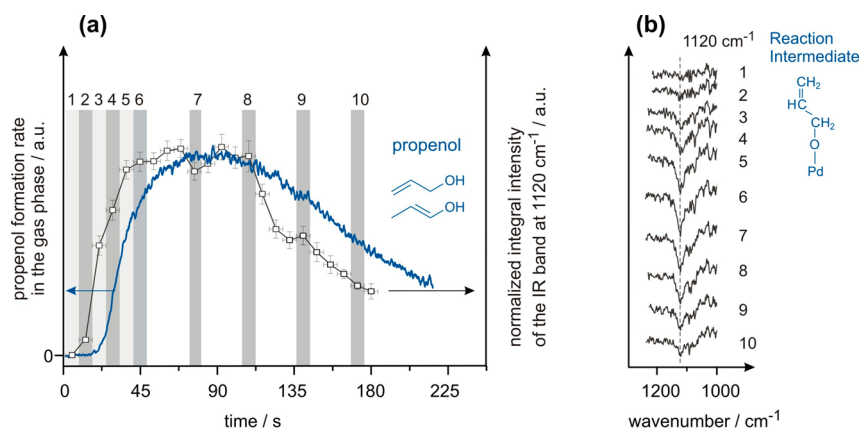 (a)
1 2 3 4 5 6 7 8 9 10
propenol formation rate
in the gas phase / a.u.
0
propenol
OH
OH
0 45 90 135 180 225
time / s
normalized integral intensity
of the IR band at 1120 cm⁻¹ / a.u.
(b)
1120 cm⁻¹
1
2
3
4
5
6
7
8
9
10
1200 1000
wavenumber / cm⁻¹
Reaction
Intermediate
CH₂
HC
CH₂
O
Pd